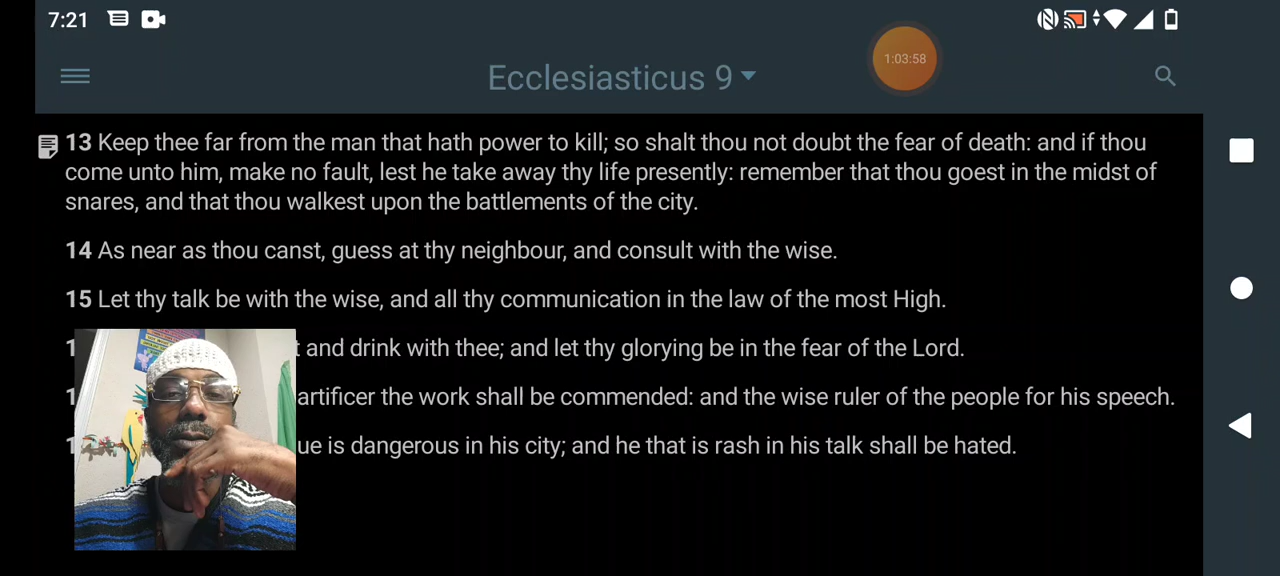 7:21
1:03:58
Ecclesiasticus 9
13 Keep thee far from the man that hath power to kill; so shalt thou not doubt the fear of death: and if thou
come unto him, make no fault, lest he take away thy life presently: remember that thou goest in the midst of
snares, and that thou walkest upon the battlements of the city.
14 As near as thou canst, guess at thy neighbour, and consult with the wise.
15 Let thy talk be with the wise, and all thy communication in the law of the most High.
and drink with thee; and let thy glorying be in the fear of the Lord.
artificer the work shall be commended: and the wise ruler of the people for his speech.
is dangerous in his city; and he that is rash in his talk shall be hated.